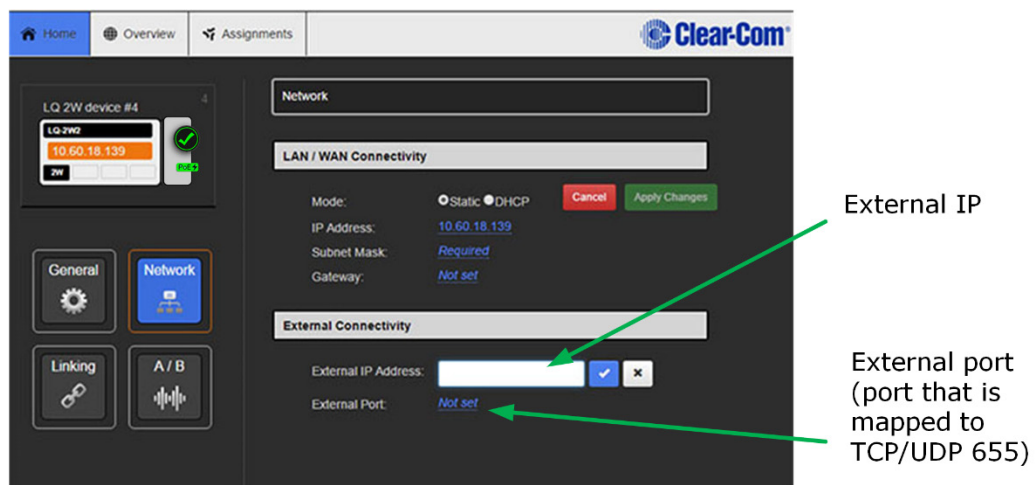 Home
Overview
Assignments
Clear-Com®
LQ 2W device #4
4
LQ-2W2
10.60.18.139
2W
PoE+
General
Network
Linking
A / B
Network
LAN / WAN Connectivity
Mode: Static DHCP Cancel Apply Changes
IP Address: 10.60.18.139
Subnet Mask: Required
Gateway: Not set
External Connectivity
External IP Address:
External Port: Not set
External IP
External port
(port that is
mapped to
TCP/UDP 655)